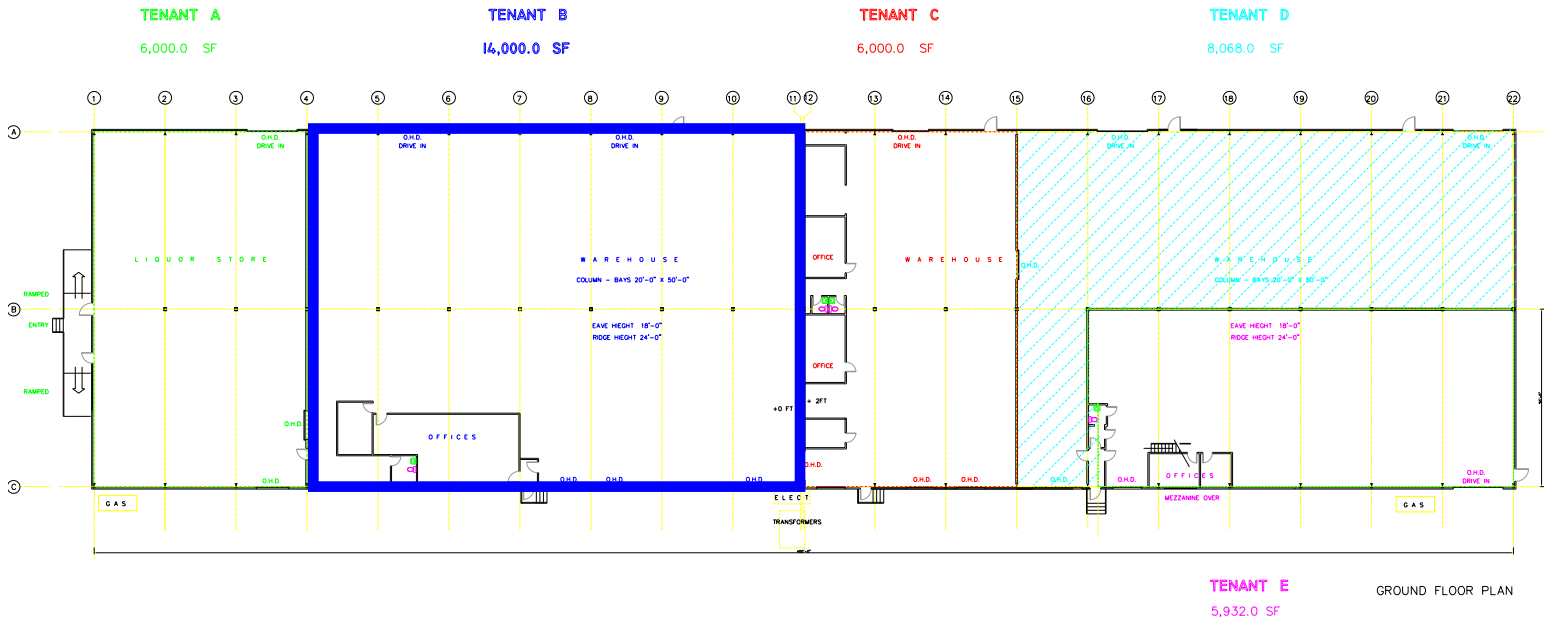 TENANT A
TENANT B
TENANT C
TENANT D
6,000.0 SF
14,000.0 SF
6,000.0 SF
8,068.0 SF
1 2 3 4 5 6 7 8 9 10 11 12 13 14 15 16 17 18 19 20 21 22
A
O.H.D.
DRIVE IN
O.H.D.
DRIVE IN
O.H.D.
DRIVE IN
O.H.D.
DRIVE IN
O.H.D.
DRIVE IN
O.H.D.
DRIVE IN
LIQUOR STORE
WAREHOUSE
OFFICE
WAREHOUSE
WAREHOUSE
O.H.D.
COLUMN - BAYS 20'-0" X 50'-0"
COLUMN - BAYS 20'-0" X 50'-0"
RAMPED
B
ENTRY
EAVE HIEGHT 18'-0"
RIDGE HIEGHT 24'-0"
EAVE HIEGHT 18'-0"
RIDGE HIEGHT 24'-0"
OFFICE
RAMPED
+0 FT
+ 2FT
O.H.D.
OFFICES
O.H.D.
OFFICES
O.H.D.
DRIVE IN
C
O.H.D.
O.H.D.
O.H.D.
O.H.D.
O.H.D.
O.H.D.
O.H.D.
O.H.D.
GAS
ELECT
MEZZANINE OVER
GAS
TRANSFORMERS
TENANT E
GROUND FLOOR PLAN
5,932.0 SF